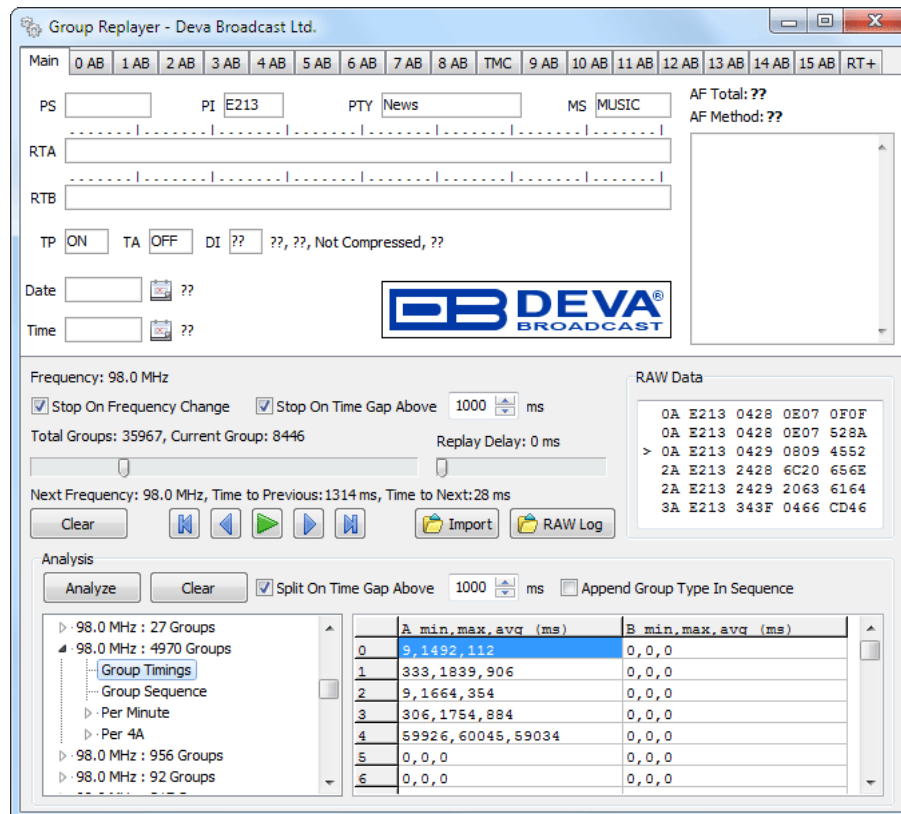 Group Replayer - Deva Broadcast Ltd.
Main 0 AB 1 AB 2 AB 3 AB 4 AB 5 AB 6 AB 7 AB 8 AB TMC 9 AB 10 AB 11 AB 12 AB 13 AB 14 AB 15 AB RT+
PS PI E213 PTY News MS MUSIC
AF Total: ??
AF Method: ??
RTA
RTB
TP ON TA OFF DI ?? ??, ??, Not Compressed, ??
Date ??
Time ??
DEVA®
BROADCAST
Frequency: 98.0 MHz
Stop On Frequency Change Stop On Time Gap Above 1000 ms
Total Groups: 35967, Current Group: 8446
Replay Delay: 0 ms
Next Frequency: 98.0 MHz, Time to Previous:1314 ms, Time to Next:28 ms
Clear Import RAW Log
RAW Data
0A E213 0428 0E07 0F0F
0A E213 0428 0E07 528A
> 0A E213 0429 0809 4552
2A E213 2428 6C20 656E
2A E213 2429 2063 6164
3A E213 343F 0466 CD46
Analysis
Analyze Clear Split On Time Gap Above 1000 ms Append Group Type In Sequence
98.0 MHz : 27 Groups
98.0 MHz : 4970 Groups
Group Timings
Group Sequence
Per Minute
Per 4A
98.0 MHz : 956 Groups
98.0 MHz : 92 Groups
A min,max,avg (ms) B min,max,avg (ms)
0 9,1492,112 0,0,0
1 333,1839,906 0,0,0
2 9,1664,354 0,0,0
3 306,1754,884 0,0,0
4 59926,60045,59034 0,0,0
5 0,0,0 0,0,0
6 0,0,0 0,0,0